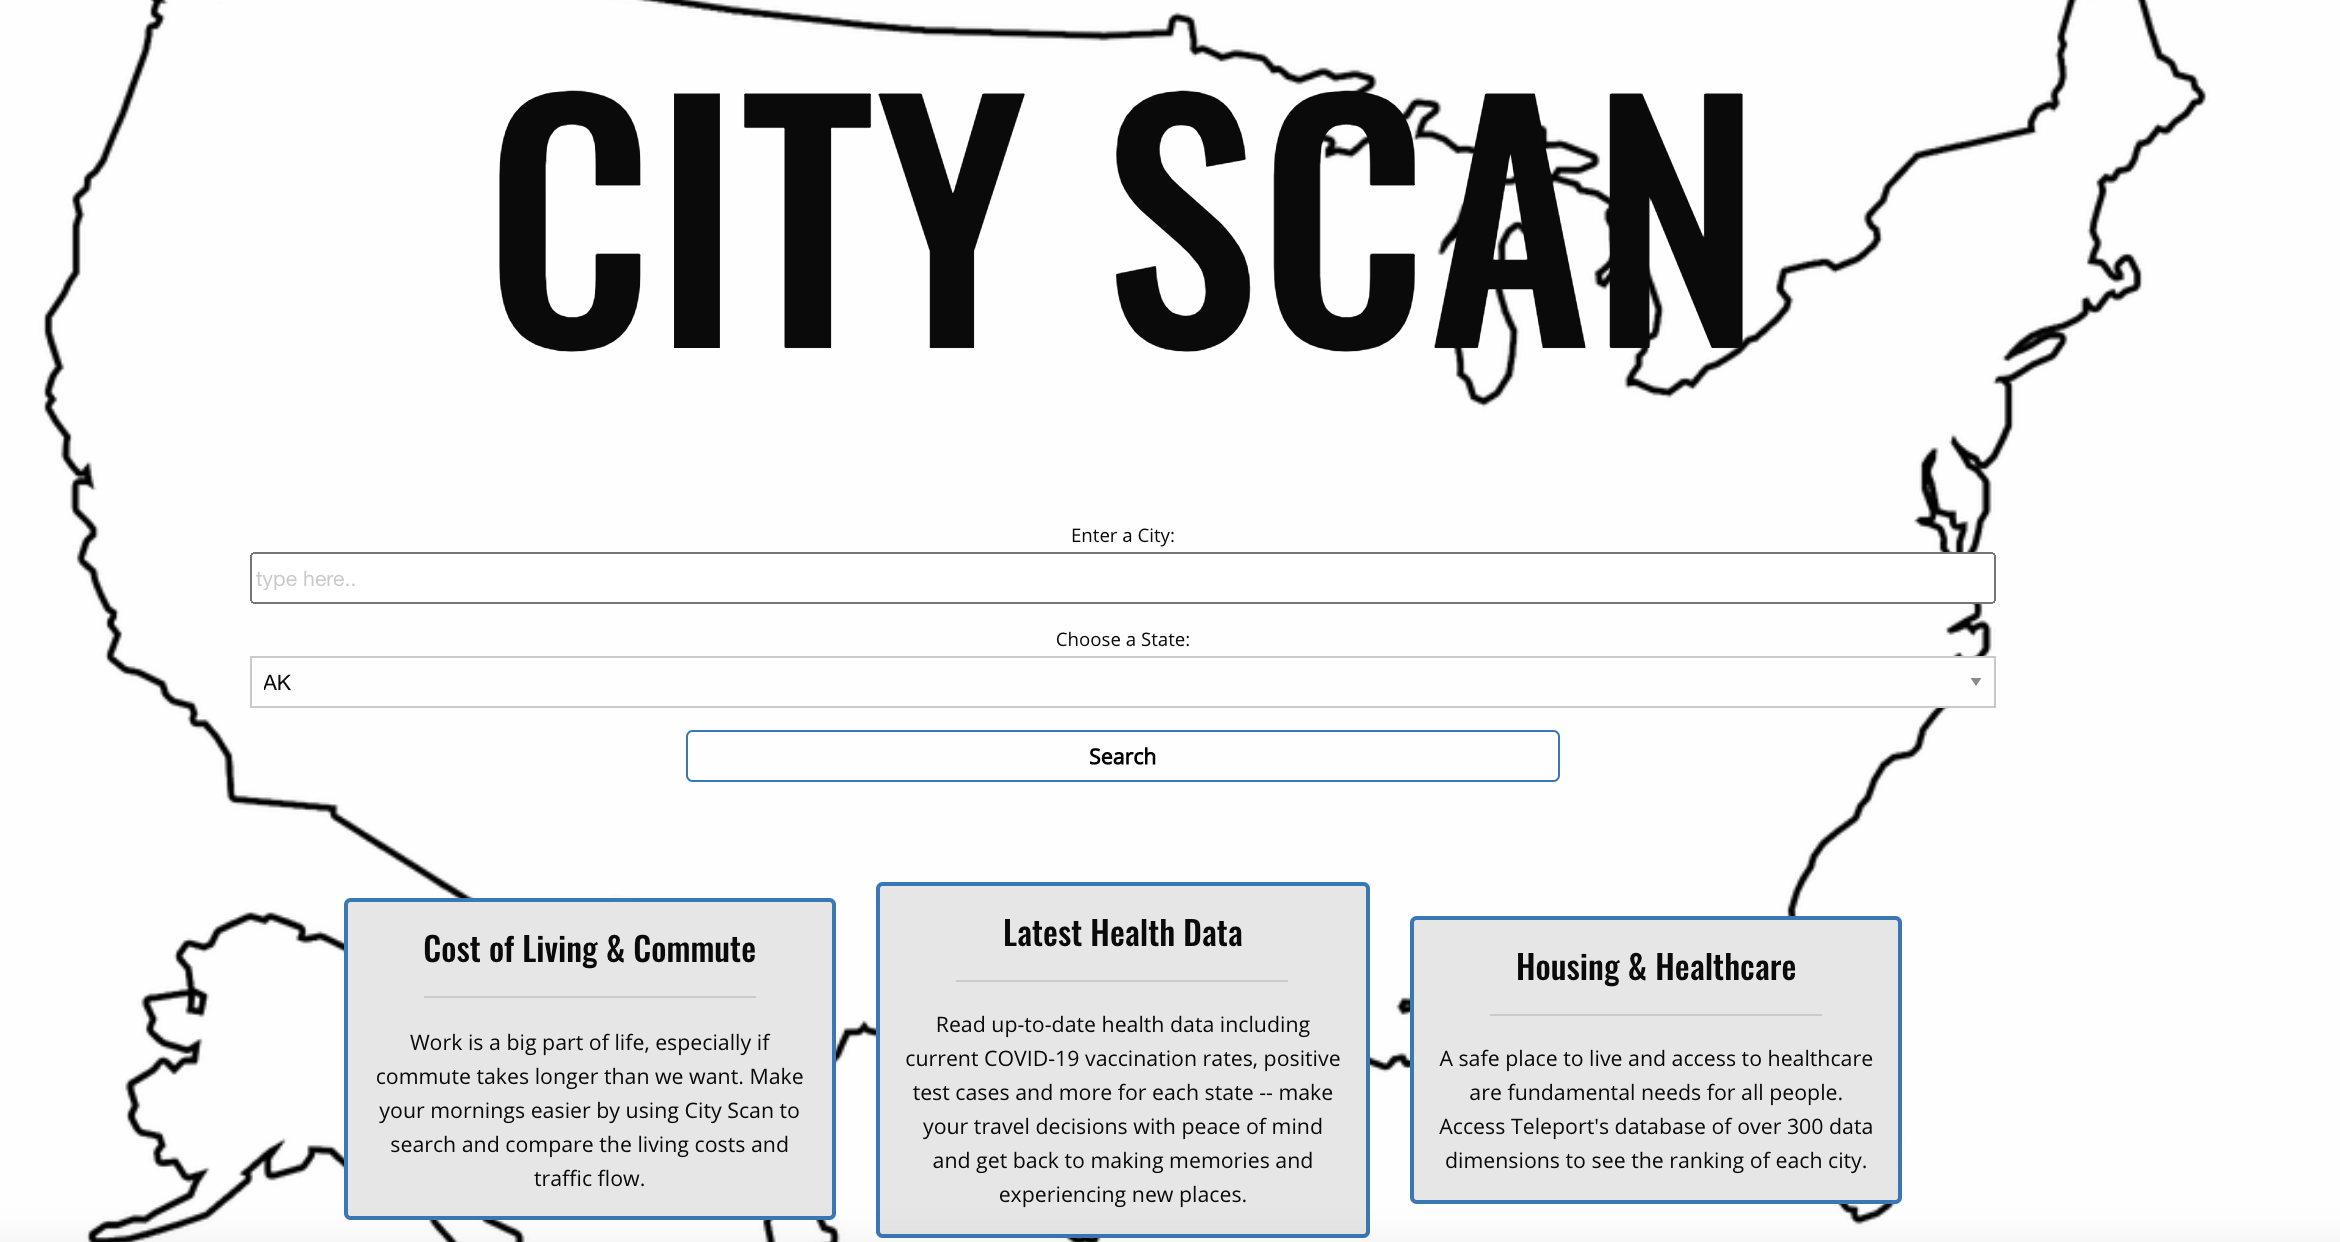 CITY SCAN
Enter a City:
type here..
Choose a State:
AK
Search
Cost of Living & Commute
Work is a big part of life, especially if
commute takes longer than we want. Make
your mornings easier by using City Scan to
search and compare the living costs and
traffic flow.
Latest Health Data
Read up-to-date health data including
current COVID-19 vaccination rates, positive
test cases and more for each state -- make
your travel decisions with peace of mind
and get back to making memories and
experiencing new places.
Housing & Healthcare
A safe place to live and access to healthcare
are fundamental needs for all people.
Access Teleport's database of over 300 data
dimensions to see the ranking of each city.